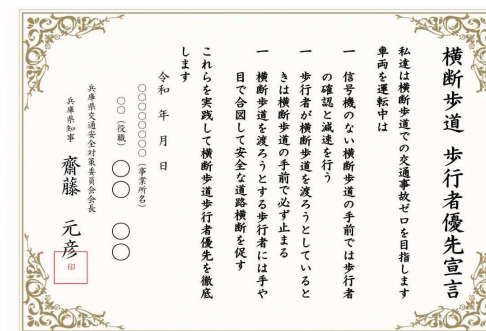 横断歩道 歩行者優先宣言
私達は横断歩道での交通事故ゼロを目指します
車両を運転中は
一 信号機のない横断歩道の手前では歩行者
の確認と減速を行う
一 歩行者が横断歩道を渡ろうとしていると
きは横断歩道の手前で必ず止まる
一 横断歩道を渡ろうとする歩行者には手や
目で合図して安全な道路横断を促す
これらを実践して横断歩道歩行者優先を徹底
します
令和 年 月 日
○○○○○○○○(事業所名)
○○(役職) ○○ ○○
兵庫県交通安全対策委員会会長
兵庫県知事 齋藤 元彦
印